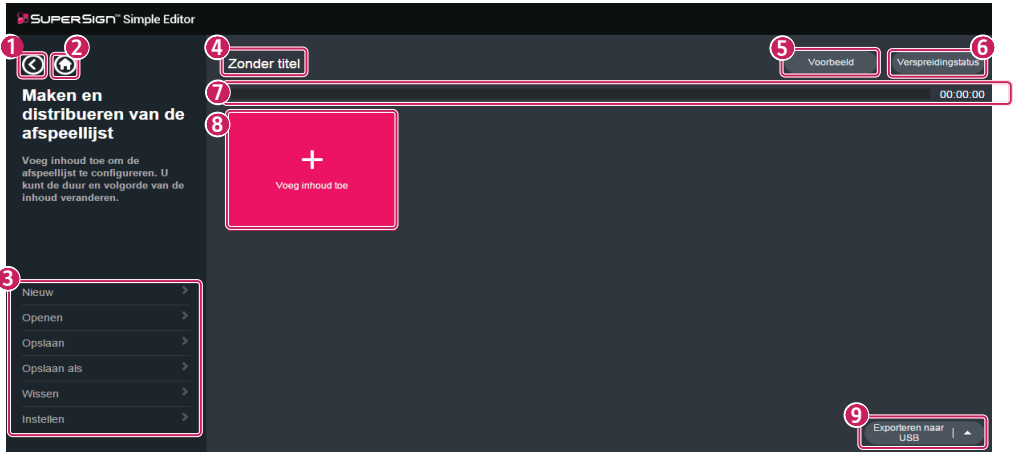 SUPERSIGN™ Simple Editor
1
2
Maken en
distribueren van de
afspeellijst
Voeg inhoud toe om de
afspeellijst te configureren. U
kunt de duur en volgorde van de
inhoud veranderen.
3
Nieuw
Openen
Opslaan
Opslaan als
Wissen
Instellen
4
Zonder titel
5
Voorbeeld
6
Verspreidingstatus
7
00:00:00
8
+
Voeg inhoud toe
9
Exporteren naar
USB